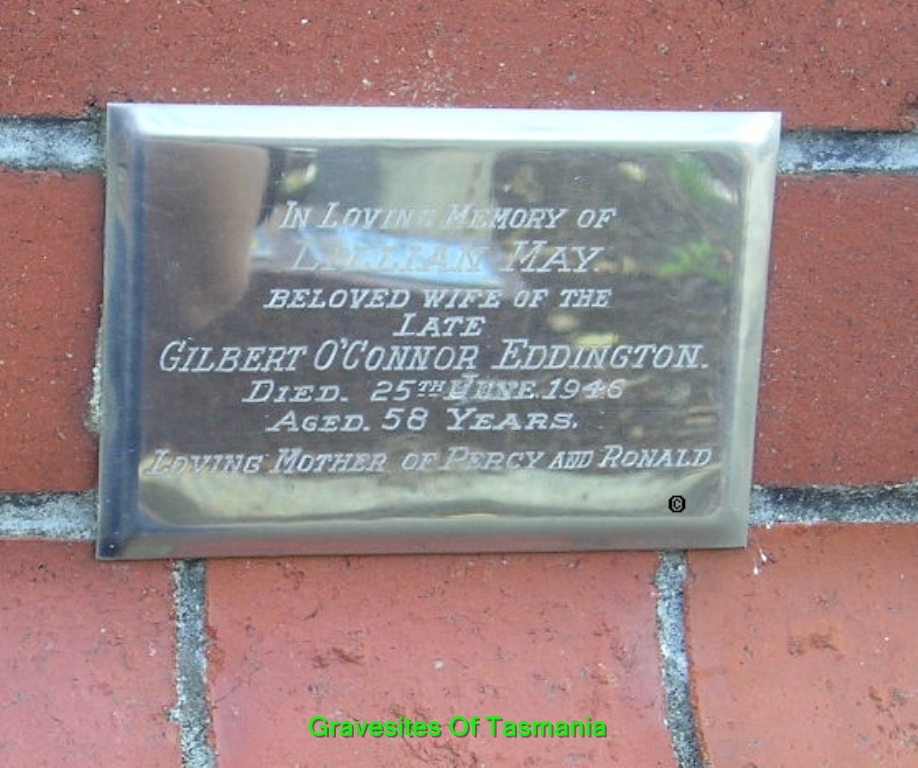 IN LOVING MEMORY OF
LILLIAN MAY.
BELOVED WIFE OF THE
LATE
GILBERT O'CONNOR EDDINGTON.
DIED. 25TH JUNE.1946
AGED. 58 YEARS.
LOVING MOTHER OF PERCY AND RONALD
©
Gravesites Of Tasmania